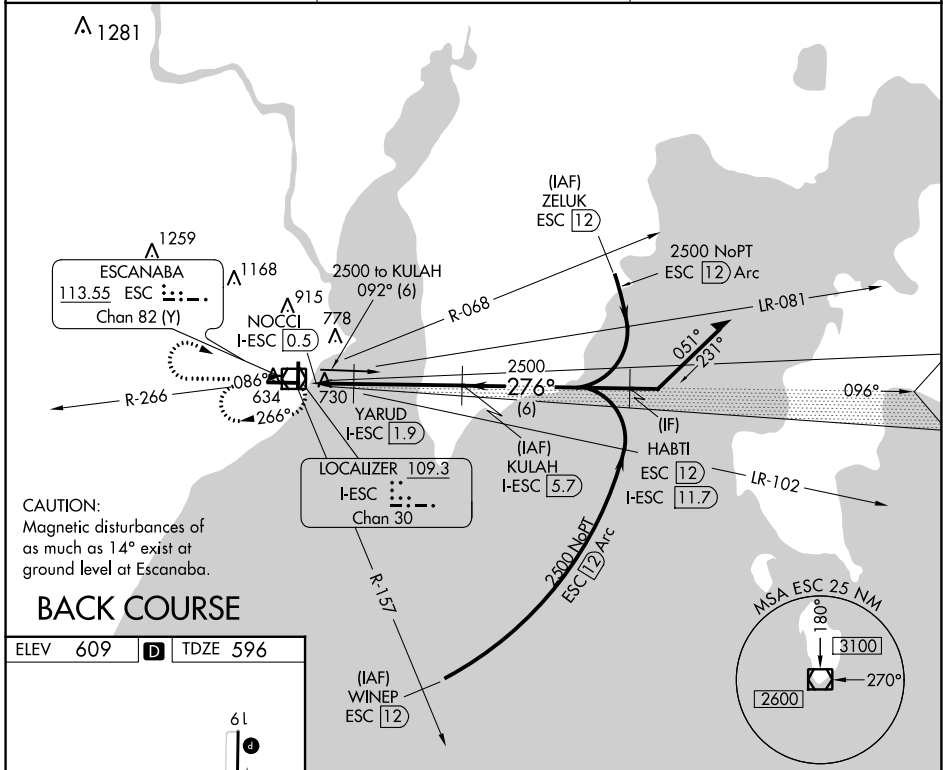 1281
(IAF)
ZELUK
ESC 12
1259
ESCANABA
113.55 ESC
Chan 82 (Y)
1168
2500 to KULAH
092° (6)
2500 NoPT
ESC 12 Arc
915
778
NOCCI
I-ESC 0.5
R-068
LR-081
051°
231°
2500
276°
(6)
086°
634
730
096°
R-266
266°
YARUD
I-ESC 1.9
(IAF)
KULAH
I-ESC 5.7
(IF)
HABTI
ESC 12
I-ESC 11.7
LOCALIZER 109.3
I-ESC
Chan 30
LR-102
CAUTION:
Magnetic disturbances of
as much as 14° exist at
ground level at Escanaba.
2500 NoPT
ESC 12 Arc
R-157
BACK COURSE
MSA ESC 25 NM
180°
3100
270°
2600
ELEV 609 D TDZE 596
(IAF)
WINEP
ESC 12
19
P